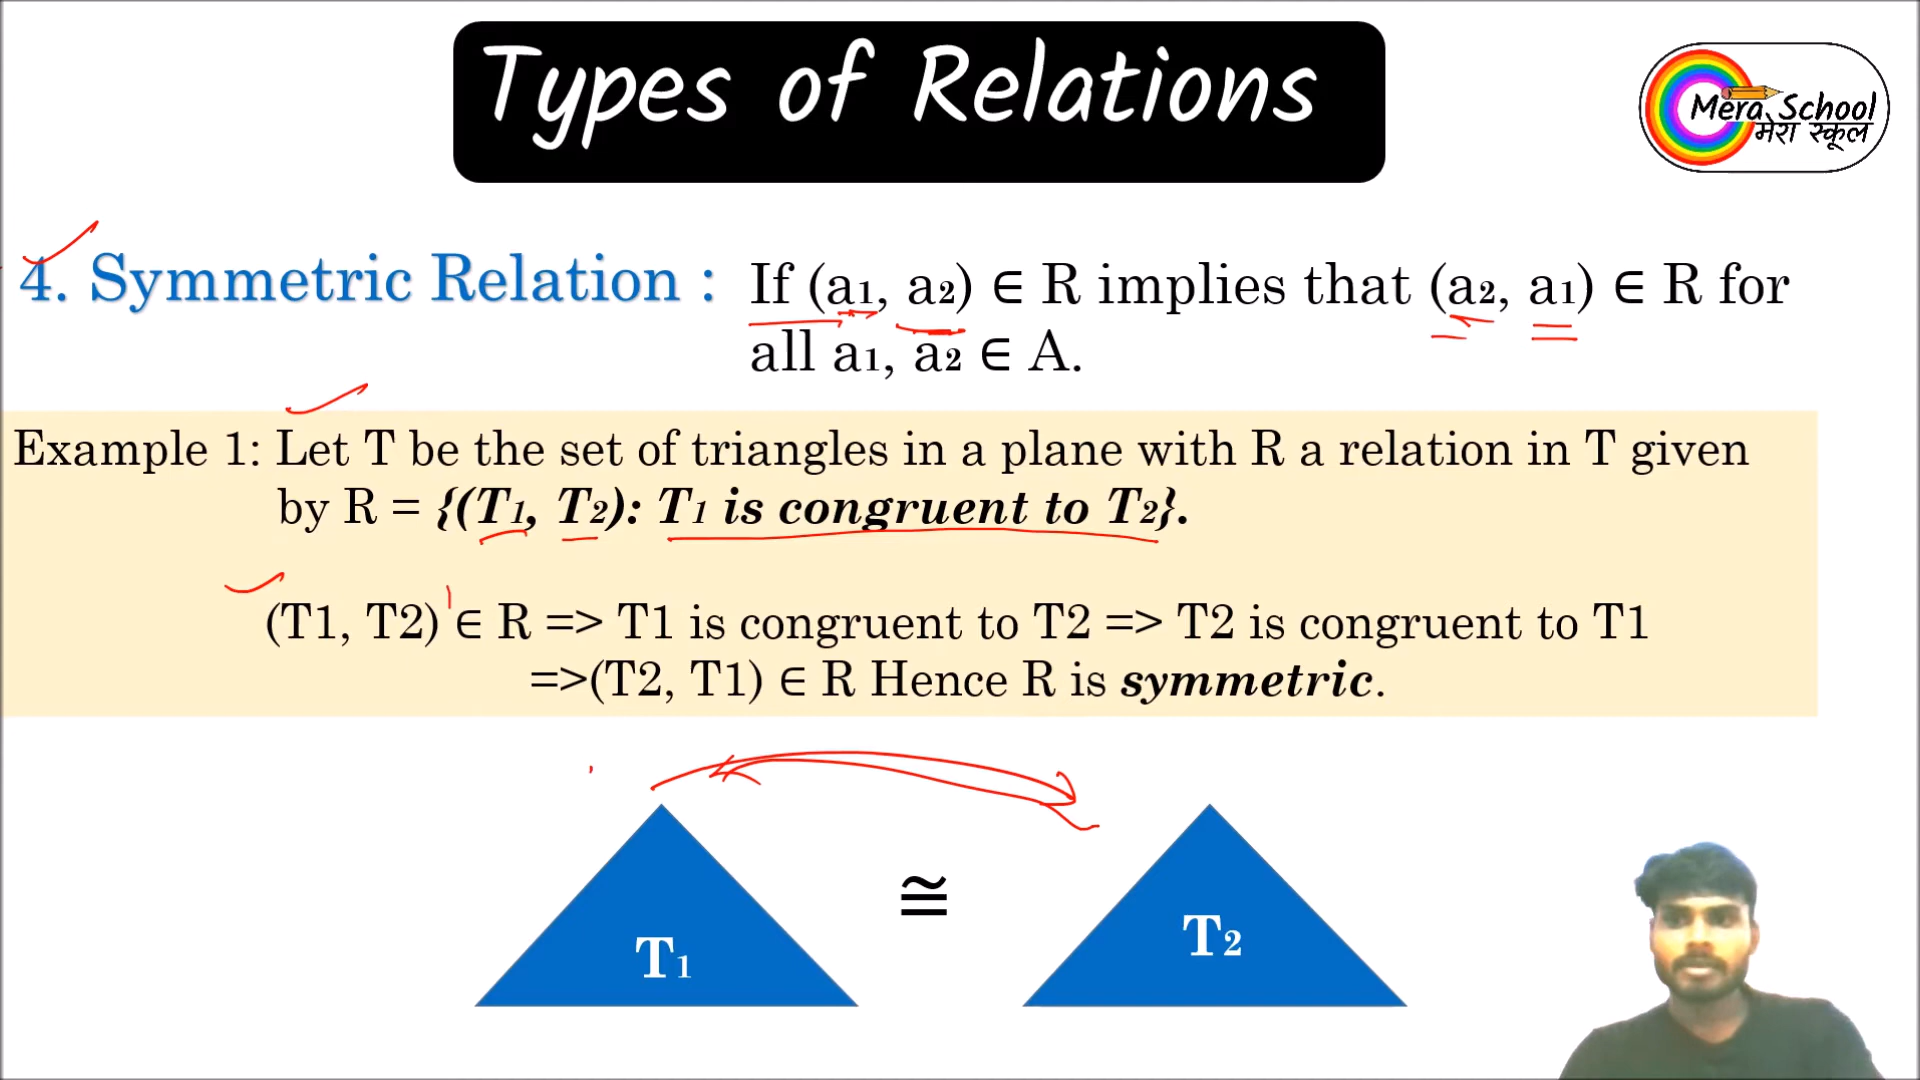 Types of Relations
Mera School
मेरा स्कूल
4. Symmetric Relation : If (a1, a2) ∈ R implies that (a2, a1) ∈ R for
all a1, a2 ∈ A.
Example 1: Let T be the set of triangles in a plane with R a relation in T given
by R = {(T1, T2): T1 is congruent to T2}.
(T1, T2) ∈ R => T1 is congruent to T2 => T2 is congruent to T1
=>(T2, T1) ∈ R Hence R is symmetric.
T1 ≅ T2